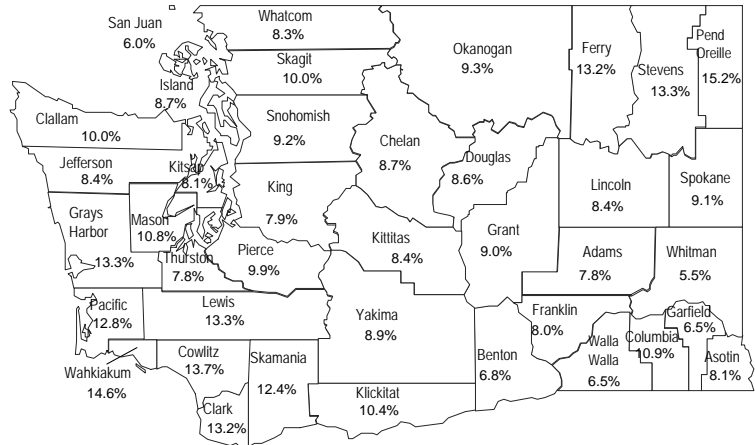 San Juan
6.0%
Whatcom
8.3%
Skagit
10.0%
Island
8.7%
Okanogan
9.3%
Ferry
13.2%
Stevens
13.3%
Pend
Oreille
15.2%
Clallam
10.0%
Snohomish
9.2%
Chelan
8.7%
Douglas
8.6%
Jefferson
8.4%
Kitsap
8.1%
King
7.9%
Lincoln
8.4%
Spokane
9.1%
Grays
Harbor
13.3%
Mason
10.8%
Thurston
7.8%
Pierce
9.9%
Kittitas
8.4%
Grant
9.0%
Adams
7.8%
Whitman
5.5%
Pacific
12.8%
Lewis
13.3%
Yakima
8.9%
Franklin
8.0%
Garfield
6.5%
Columbia
10.9%
Asotin
8.1%
Walla
Walla
6.5%
Benton
6.8%
Wahkiakum
14.6%
Cowlitz
13.7%
Skamania
12.4%
Klickitat
10.4%
Clark
13.2%